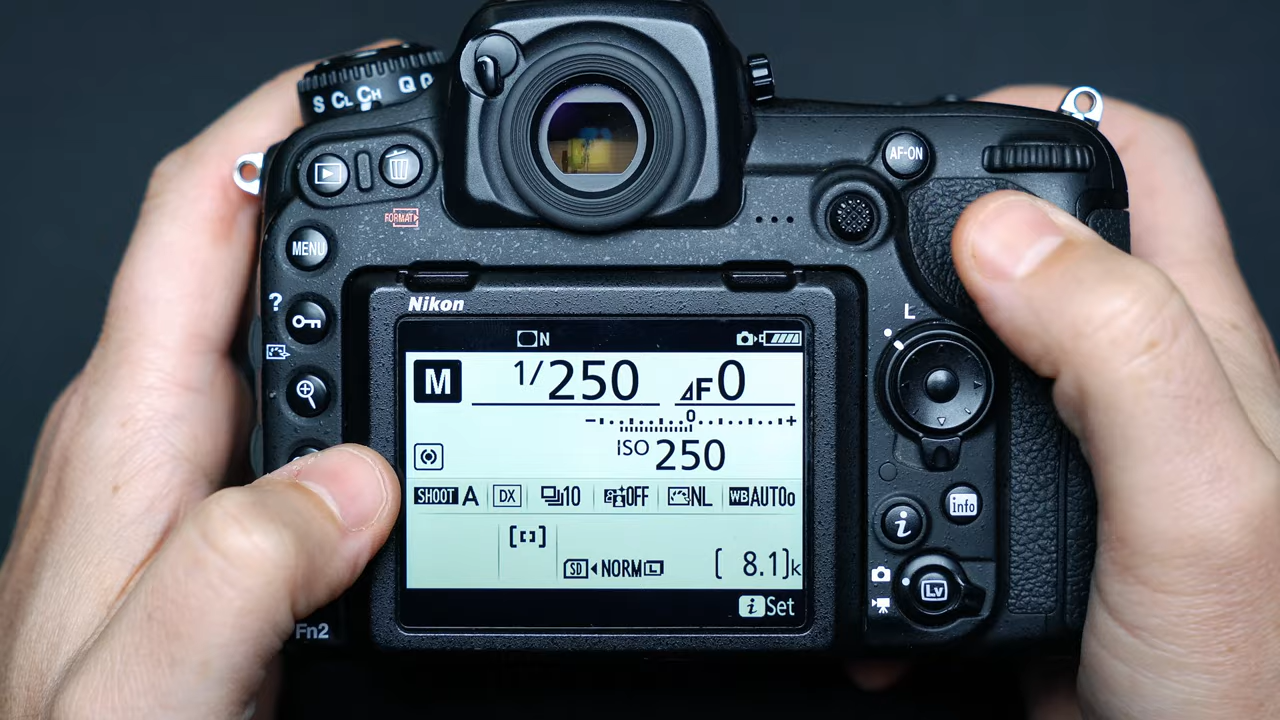 S CL CH Q
AF-ON
FORMAT
MENU
?
Nikon
L
N
M 1/250 ⊿F0
− 0 +
ISO 250
SHOOT A DX 10 OFF NL WB AUTO0
[ ]
SD NORM L [ 8.1]k
i Set
i info
Lv
Fn2